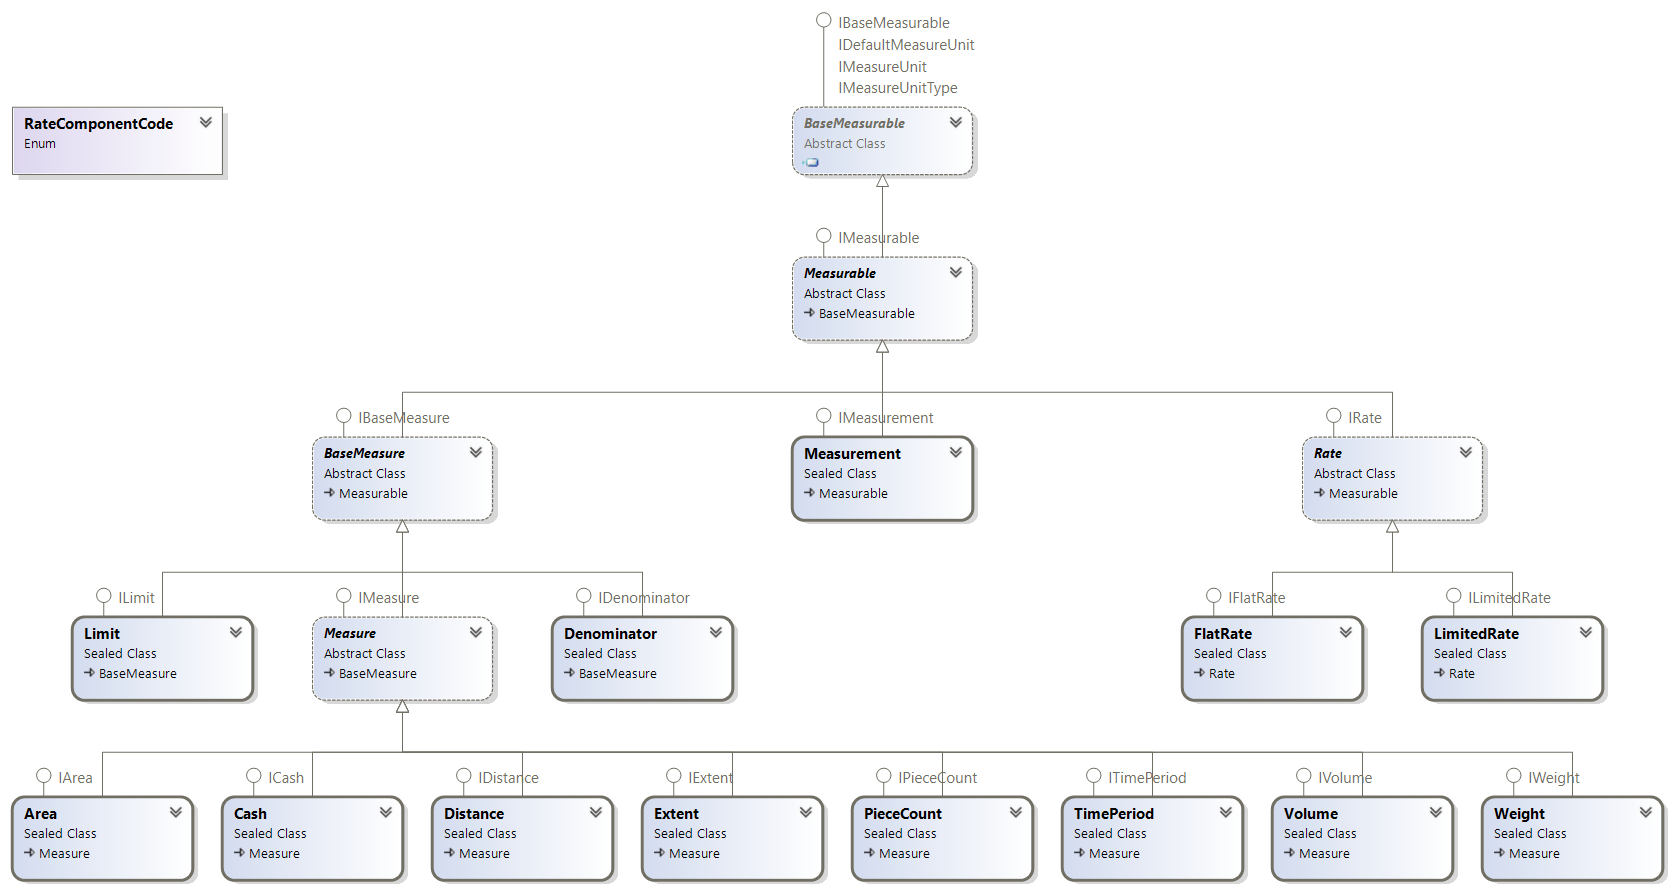 IBaseMeasurable
IDefaultMeasureUnit
IMeasureUnit
IMeasureUnitType
RateComponentCode
Enum
BaseMeasurable
Abstract Class
IMeasurable
Measurable
Abstract Class
BaseMeasurable
IBaseMeasure
BaseMeasure
Abstract Class
Measurable
IMeasurement
Measurement
Sealed Class
Measurable
IRate
Rate
Abstract Class
Measurable
ILimit
Limit
Sealed Class
BaseMeasure
IMeasure
Measure
Abstract Class
BaseMeasure
IDenominator
Denominator
Sealed Class
BaseMeasure
IFlatRate
FlatRate
Sealed Class
Rate
ILimitedRate
LimitedRate
Sealed Class
Rate
IArea
Area
Sealed Class
Measure
ICash
Cash
Sealed Class
Measure
IDistance
Distance
Sealed Class
Measure
IExtent
Extent
Sealed Class
Measure
IPieceCount
PieceCount
Sealed Class
Measure
ITimePeriod
TimePeriod
Sealed Class
Measure
IVolume
Volume
Sealed Class
Measure
IWeight
Weight
Sealed Class
Measure